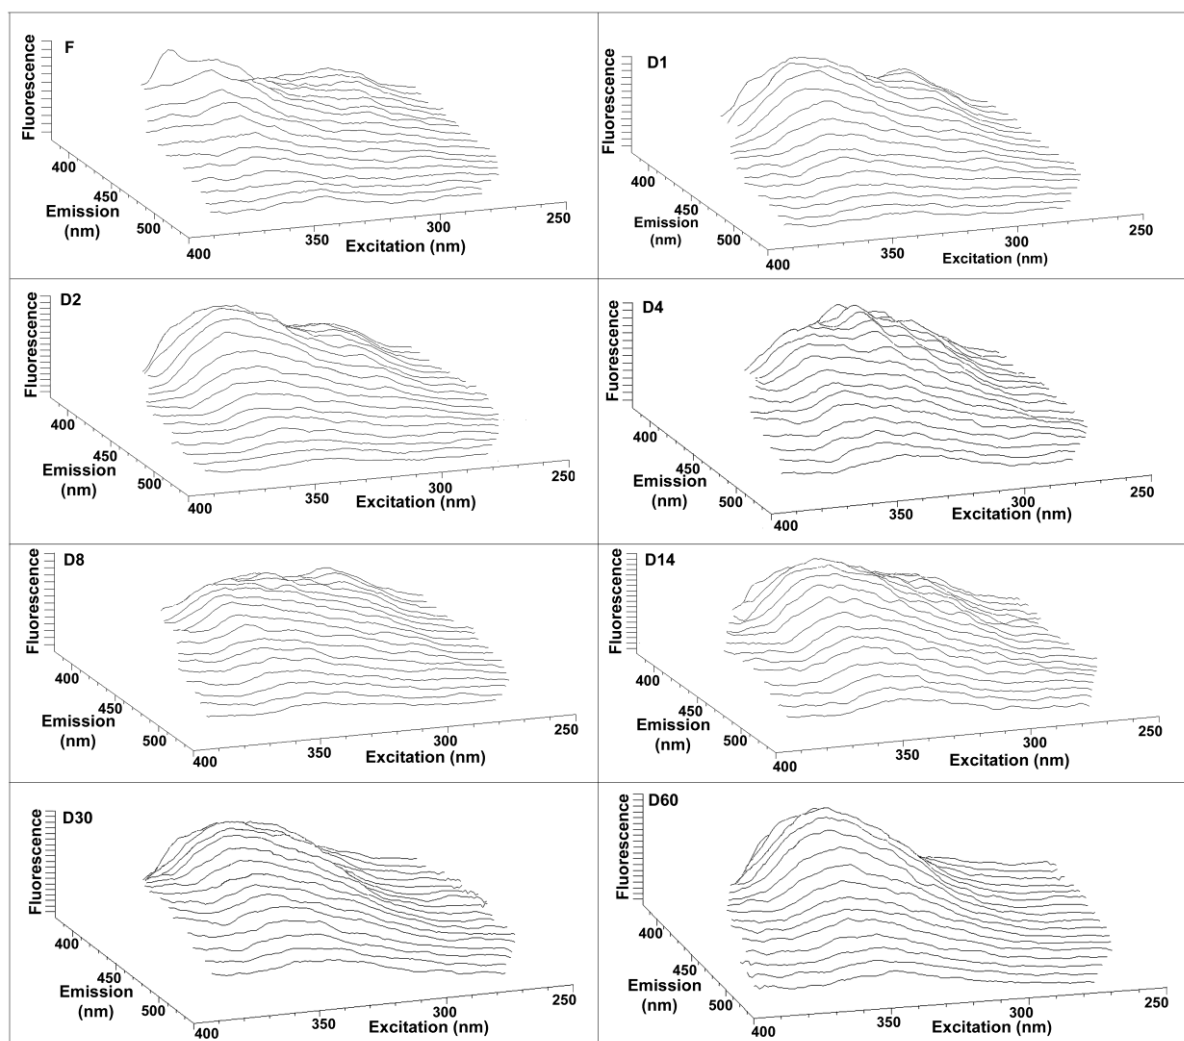 F
Fluorescence
400
450
500
Emission
(nm)
400
350
300
250
Excitation (nm)
D1
Fluorescence
400
450
500
Emission
(nm)
400
350
300
250
Excitation (nm)
D2
Fluorescence
400
450
500
Emission
(nm)
400
350
300
250
Excitation (nm)
D4
Fluorescence
400
450
500
Emission
(nm)
400
350
300
250
Excitation (nm)
D8
Fluorescence
400
450
500
Emission
(nm)
400
350
300
250
Excitation (nm)
D14
Fluorescence
400
450
500
Emission
(nm)
400
350
300
250
Excitation (nm)
D30
Fluorescence
400
450
500
Emission
(nm)
400
350
300
250
Excitation (nm)
D60
Fluorescence
400
450
500
Emission
(nm)
400
350
300
250
Excitation (nm)